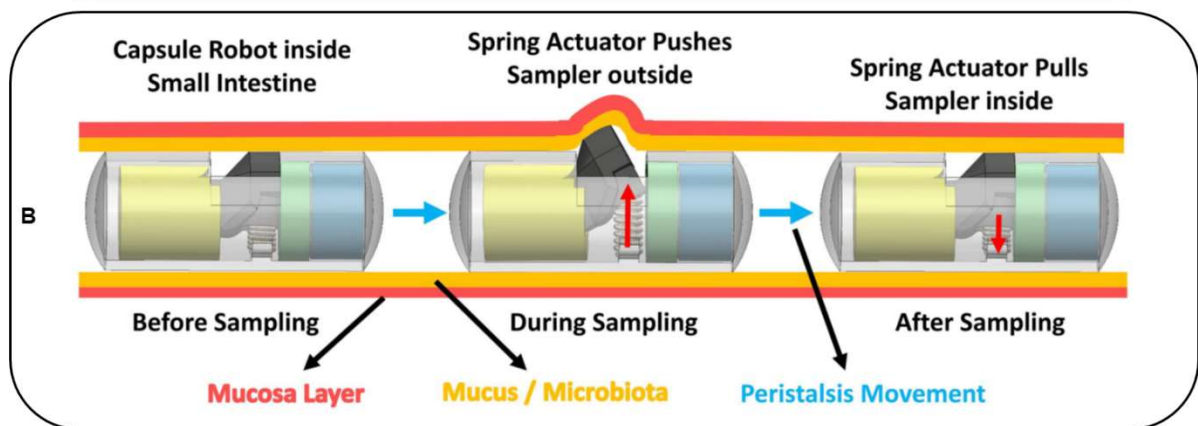 Capsule Robot inside
Small Intestine
Spring Actuator Pushes
Sampler outside
Spring Actuator Pulls
Sampler inside
B
Before Sampling
During Sampling
After Sampling
Mucosa Layer
Mucus / Microbiota
Peristalsis Movement